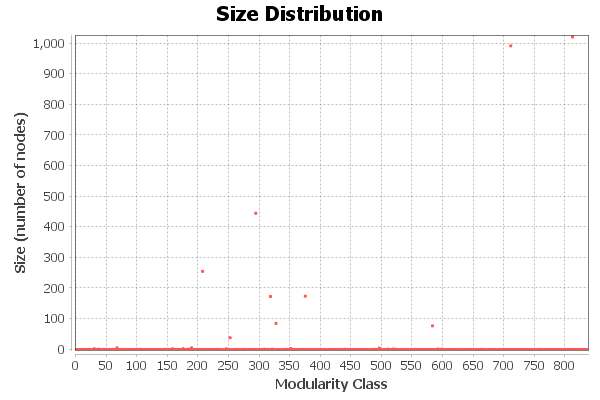 Size Distribution
Size (number of nodes)
1,000
900
800
700
600
500
400
300
200
100
0
0 50 100 150 200 250 300 350 400 450 500 550 600 650 700 750 800
Modularity Class